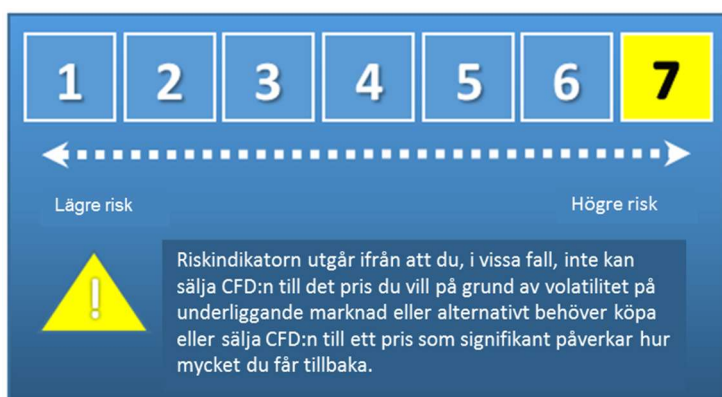 1 2 3 4 5 6 7
Lägre risk Högre risk
!
Riskindikatorn utgår ifrån att du, i vissa fall, inte kan
sälja CFD:n till det pris du vill på grund av volatilitet på
underliggande marknad eller alternativt behöver köpa
eller sälja CFD:n till ett pris som signifikant påverkar hur
mycket du får tillbaka.